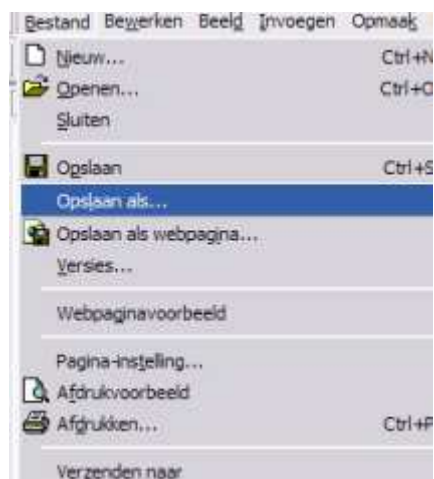 Bestand Bewerken Beeld Invoegen Opmaak
Nieuw... Ctrl+N
Openen... Ctrl+O
Sluiten
Opslaan Ctrl+S
Opslaan als...
Opslaan als webpagina...
Versies...
Webpaginavoorbeeld
Pagina-instelling...
Afdrukvoorbeeld
Afdrukken... Ctrl+P
Verzenden naar